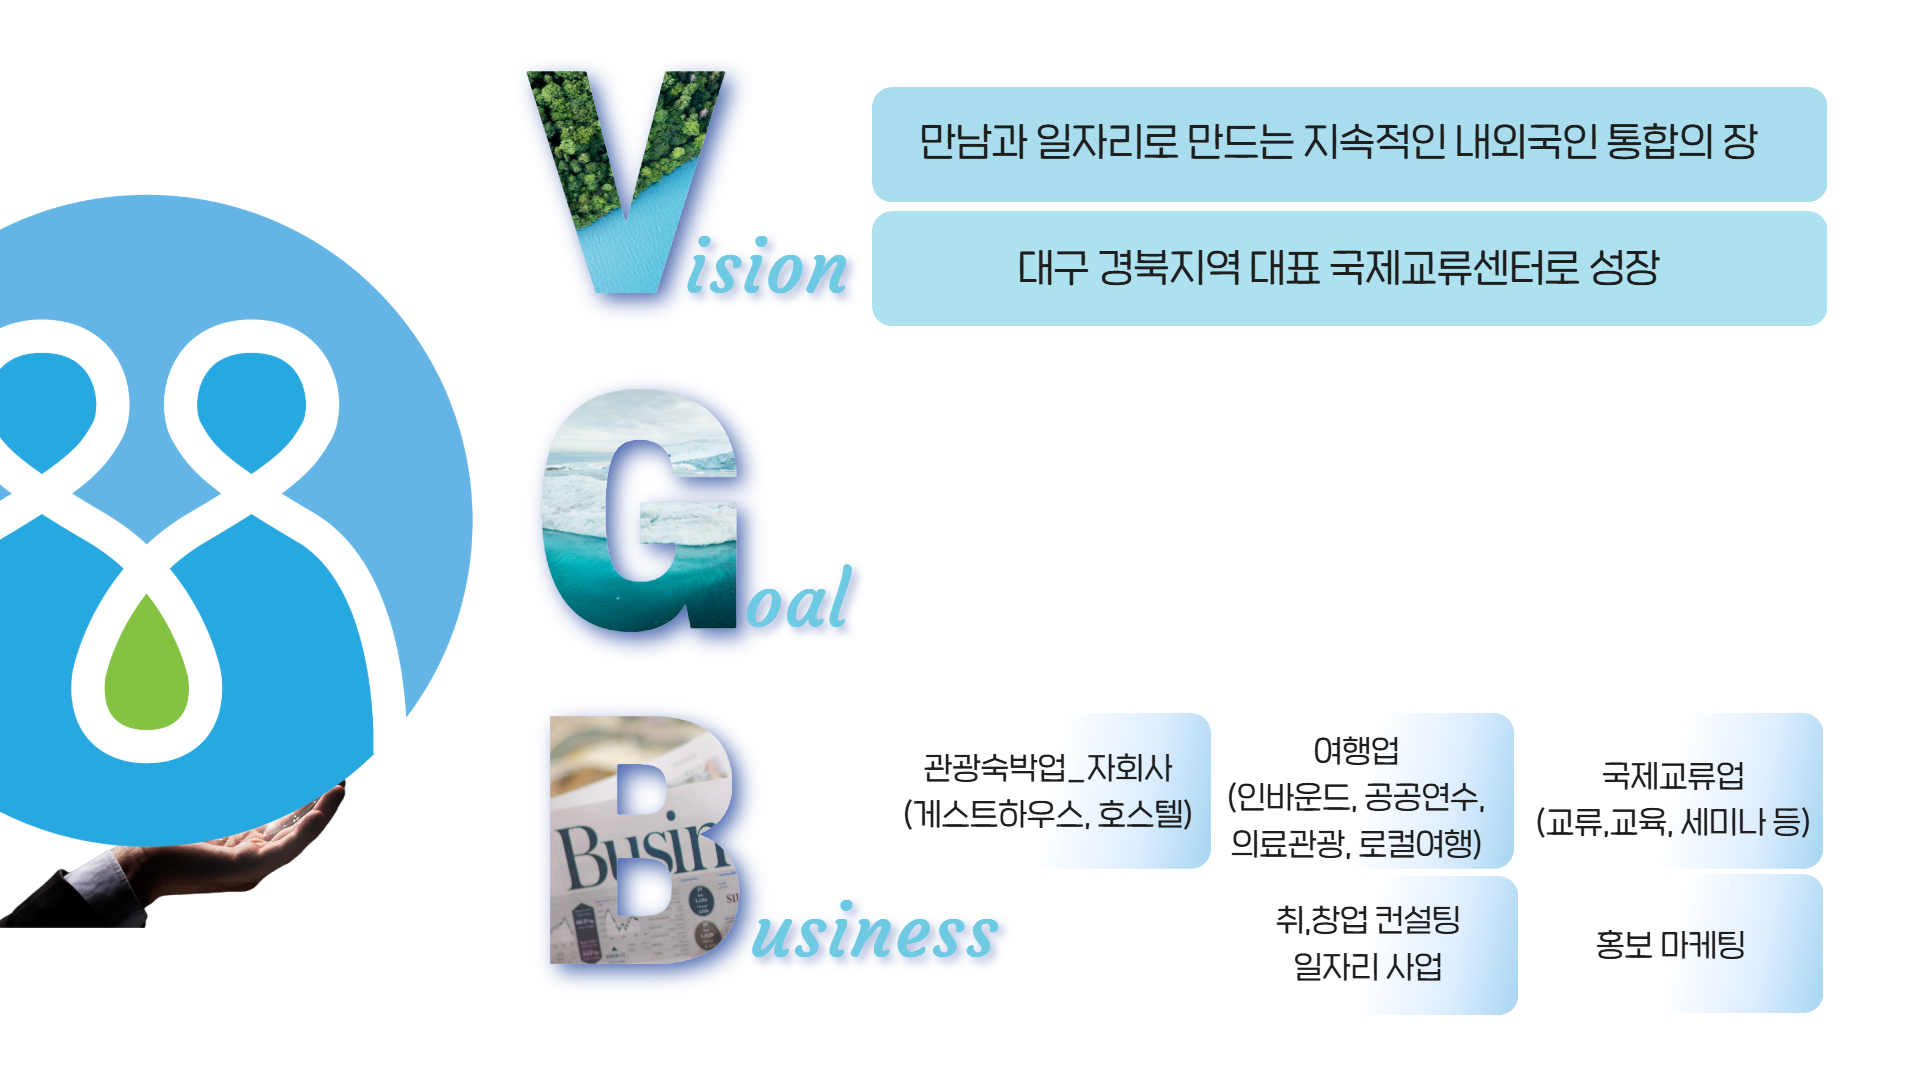 Vision
만남과 일자리로 만드는 지속적인 내외국인 통합의 장
대구 경북지역 대표 국제교류센터로 성장
Goal
Business
Busin
관광숙박업_자회사
(게스트하우스, 호스텔)
여행업
(인바운드, 공공연수,
의료관광, 로컬여행)
국제교류업
(교류,교육, 세미나 등)
취,창업 컨설팅
일자리 사업
홍보 마케팅